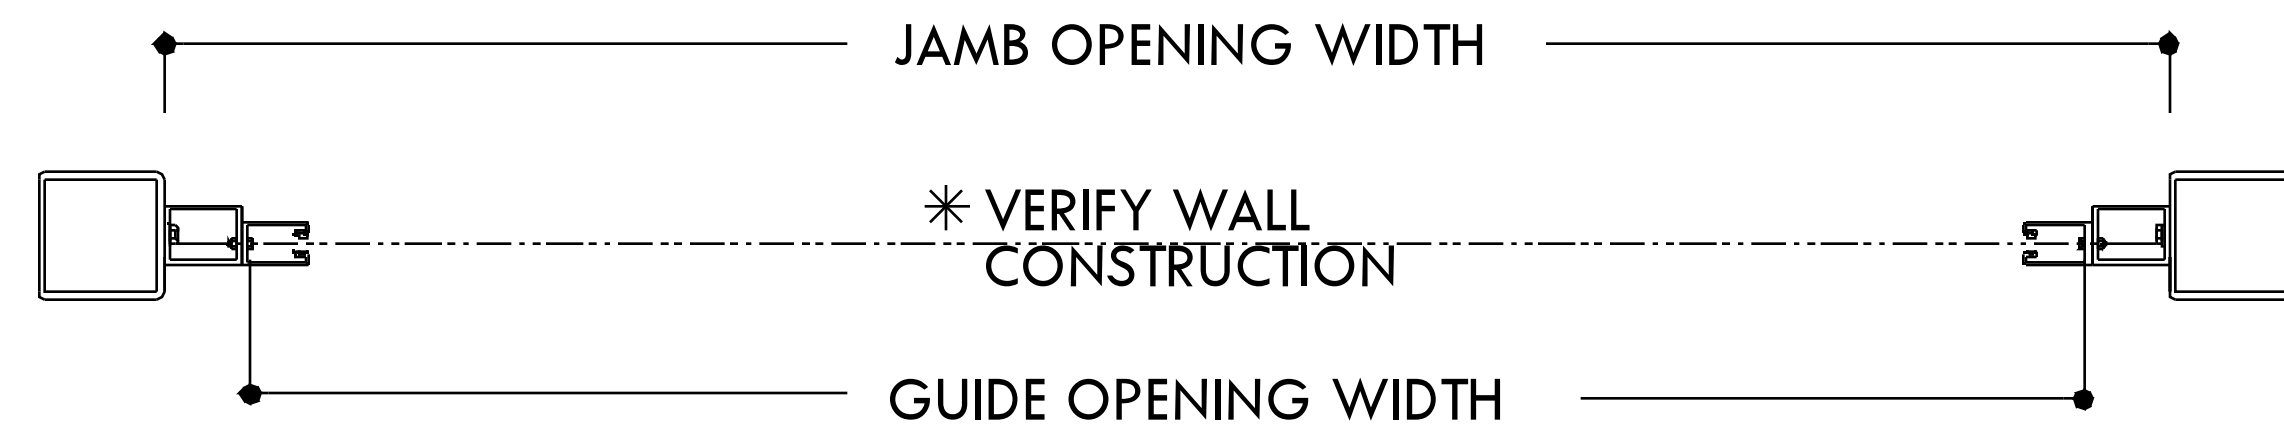 JAMB OPENING WIDTH
✳ VERIFY WALL
CONSTRUCTION
GUIDE OPENING WIDTH